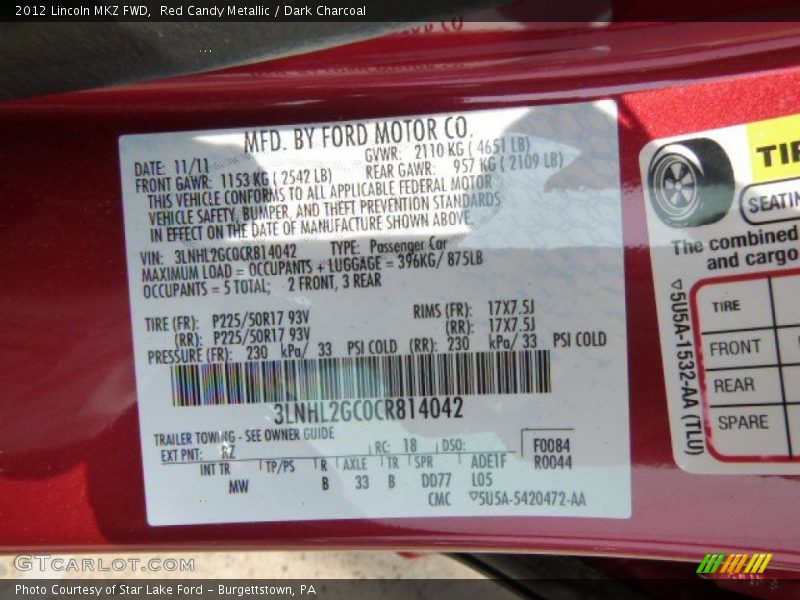 2012 Lincoln MKZ FWD,  Red Candy Metallic / Dark Charcoal
MFD. BY FORD MOTOR CO.
DATE: 11/11 GVWR: 2110 KG ( 4651 LB)
FRONT GAWR: 1153 KG ( 2542 LB) REAR GAWR: 957 KG ( 2109 LB)
THIS VEHICLE CONFORMS TO ALL APPLICABLE FEDERAL MOTOR
VEHICLE SAFETY, BUMPER, AND THEFT PREVENTION STANDARDS
IN EFFECT ON THE DATE OF MANUFACTURE SHOWN ABOVE.
VIN: 3LNHL2GC0CR814042 TYPE: Passenger Car
MAXIMUM LOAD = OCCUPANTS + LUGGAGE = 396KG/ 875LB
OCCUPANTS = 5 TOTAL; 2 FRONT, 3 REAR
TIRE (FR): P225/50R17 93V RIMS (FR): 17X7.5J
(RR): P225/50R17 93V (RR): 17X7.5J
PRESSURE (FR): 230 kPa/ 33 PSI COLD (RR): 230 kPa/ 33 PSI COLD
3LNHL2GC0CR814042
TRAILER TOWING - SEE OWNER GUIDE
EXT PNT: RZ RC: 18 DSO: F0084
INT TR TP/PS R AXLE TR SPR ADE1F R0044
MW B 33 B DD77 L05
CMC ▽5U5A-5420472-AA
TIR
SEATIN
The combined
and cargo
TIRE
FRONT
REAR
SPARE
▽5U5A-1532-AA (TLU)
GTCARLOT.COM
Photo Courtesy of Star Lake Ford - Burgettstown, PA